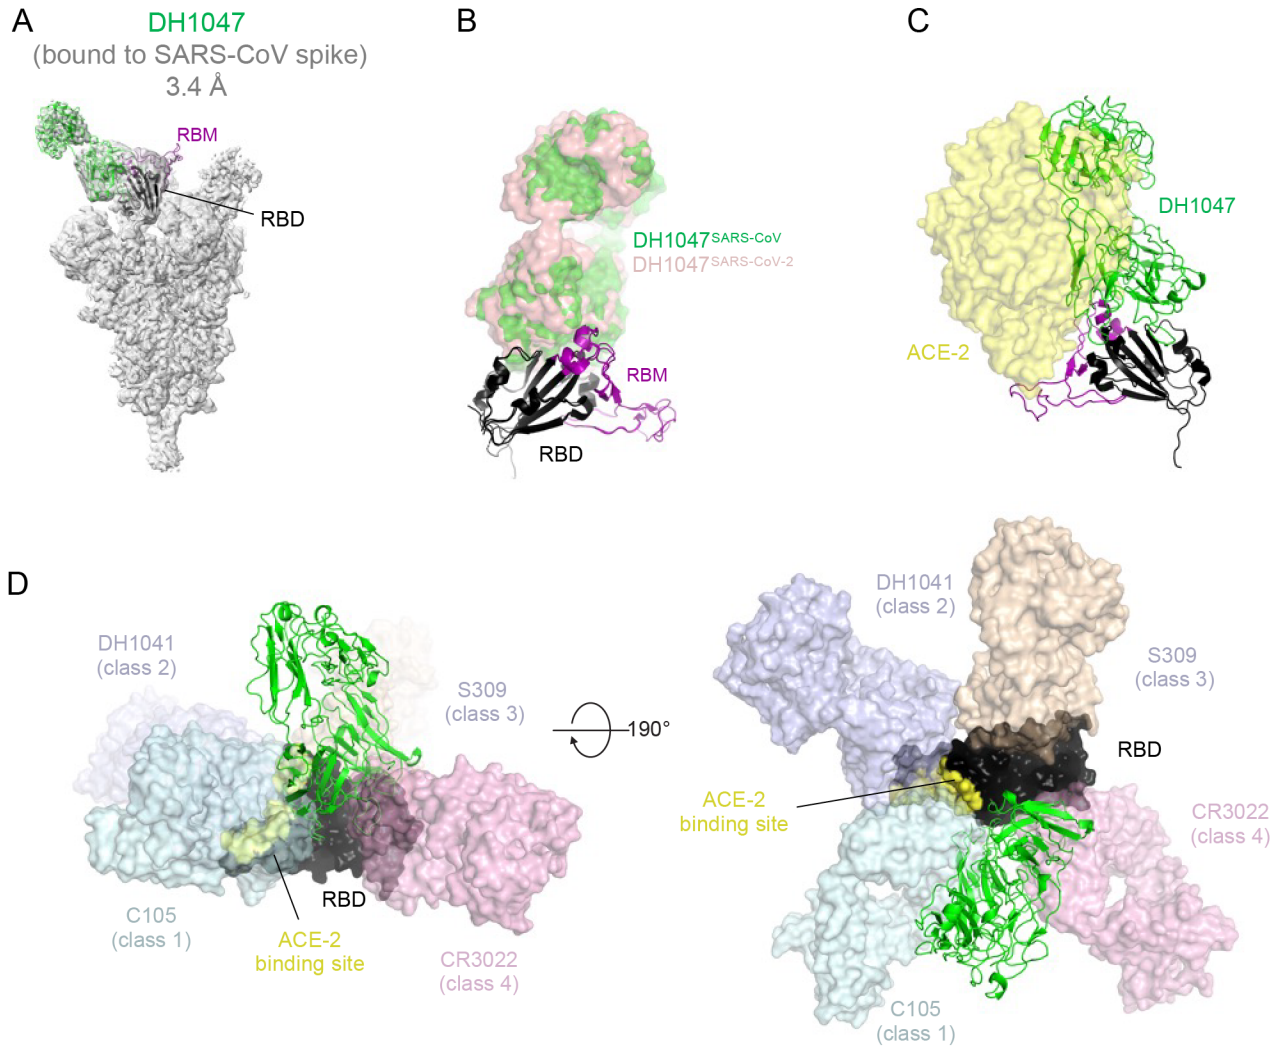 A
DH1047
(bound to SARS-CoV spike)
3.4 Å
RBM
RBD
B
DH1047SARS-CoV
DH1047SARS-CoV-2
RBM
RBD
C
DH1047
ACE-2
D
DH1041
(class 2)
S309
(class 3)
RBD
C105
(class 1)
ACE-2
binding site
CR3022
(class 4)
190°
DH1041
(class 2)
S309
(class 3)
RBD
ACE-2
binding site
CR3022
(class 4)
C105
(class 1)